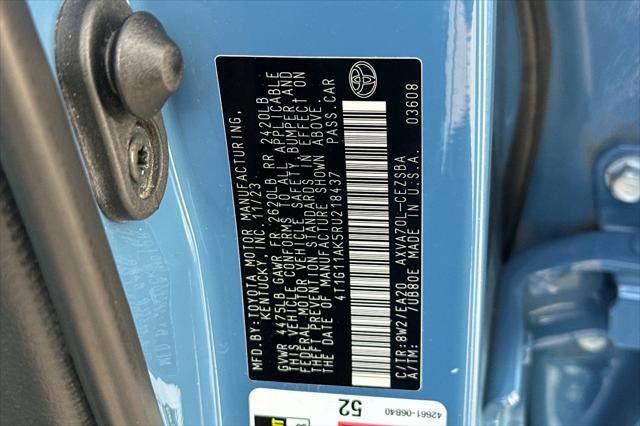 MFD.BY:TOYOTA MOTOR MANUFACTURING,
KENTUCKY, INC. 11/23
GVWR 4475LB GAWR FR 2620LB RR 2420LB
THIS VEHICLE CONFORMS TO ALL APPLICABLE
FEDERAL MOTOR VEHICLE SAFETY, BUMPER AND
THEFT PREVENTION STANDARDS IN EFFECT ON
THE DATE OF MANUFACTURE SHOWN ABOVE.
4T1G11AK5RU218437 PASS.CAR
C/TR:8W2/EA20 AXVA70L-CEZSBA 03608
A/TM: /UB80E MADE IN U.S.A.
42661-06840
52